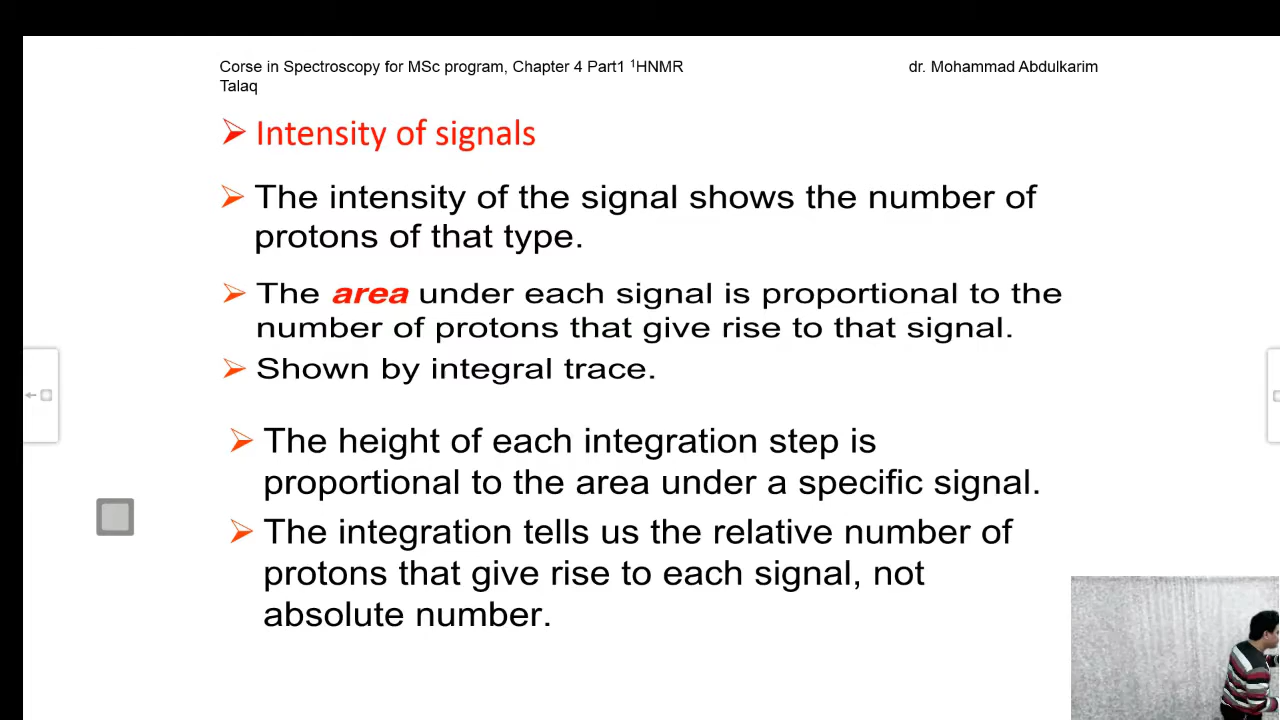 Corse in Spectroscopy for MSc program, Chapter 4 Part1 ¹HNMR dr. Mohammad Abdulkarim
Talaq
Intensity of signals
The intensity of the signal shows the number of
protons of that type.
The area under each signal is proportional to the
number of protons that give rise to that signal.
Shown by integral trace.
The height of each integration step is
proportional to the area under a specific signal.
The integration tells us the relative number of
protons that give rise to each signal, not
absolute number.